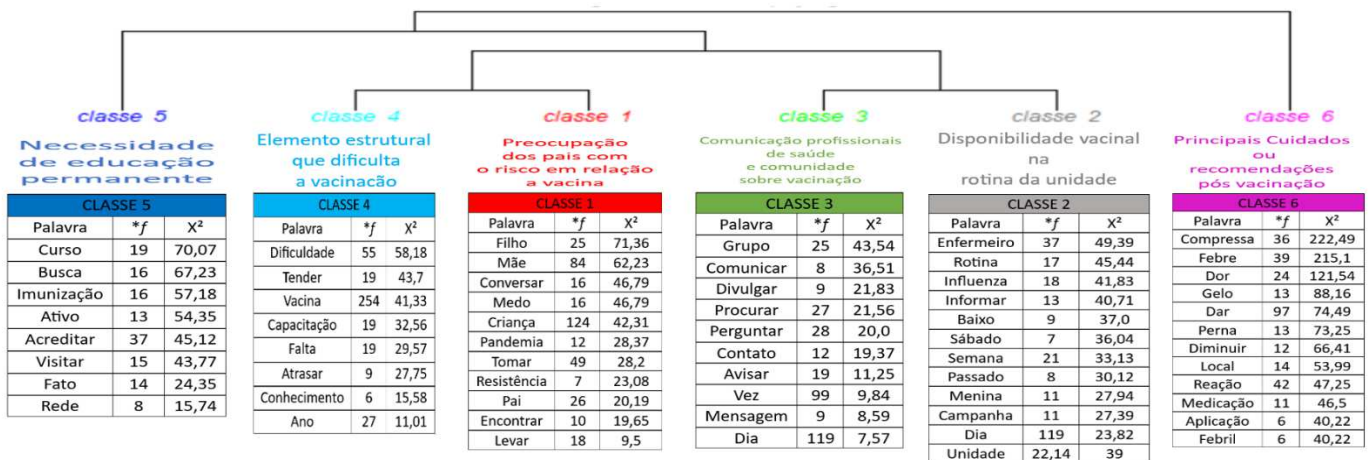 classe 5
Necessidade
de educação
permanente
CLASSE 5
Palavra *f X²
Curso 19 70,07
Busca 16 67,23
Imunização 16 57,18
Ativo 13 54,35
Acreditar 37 45,12
Visitar 15 43,77
Fato 14 24,35
Rede 8 15,74
classe 4
Elemento estrutural
que dificulta
a vacinacão
CLASSE 4
Palavra *f X²
Dificuldade 55 58,18
Tender 19 43,7
Vacina 254 41,33
Capacitação 19 32,56
Falta 19 29,57
Atrasar 9 27,75
Conhecimento 6 15,58
Ano 27 11,01
classe 1
Preocupação
dos pais com
o risco em relação
a vacina
CLASSE 1
Palavra *f X²
Filho 25 71,36
Mãe 84 62,23
Conversar 16 46,79
Medo 16 46,79
Criança 124 42,31
Pandemia 12 28,37
Tomar 49 28,2
Resistência 7 23,08
Pai 26 20,19
Encontrar 10 19,65
Levar 18 9,5
classe 3
Comunicação profissionais
de saúde
e comunidade
sobre vacinação
CLASSE 3
Palavra *f X²
Grupo 25 43,54
Comunicar 8 36,51
Divulgar 9 21,83
Procurar 27 21,56
Perguntar 28 20,0
Contato 12 19,37
Avisar 19 11,25
Vez 99 9,84
Mensagem 9 8,59
Dia 119 7,57
classe 2
Disponibilidade vacinal
na
rotina da unidade
CLASSE 2
Palavra *f X²
Enfermeiro 37 49,39
Rotina 17 45,44
Influenza 18 41,83
Informar 13 40,71
Baixo 9 37,0
Sábado 7 36,04
Semana 21 33,13
Passado 8 30,12
Menina 11 27,94
Campanha 11 27,39
Dia 119 23,82
Unidade 22,14 39
classe 6
Principais Cuidados
ou
recomendações
pós vacinação
CLASSE 6
Palavra *f X²
Compressa 36 222,49
Febre 39 215,1
Dor 24 121,54
Gelo 13 88,16
Dar 97 74,49
Perna 13 73,25
Diminuir 12 66,41
Local 14 53,99
Reação 42 47,25
Medicação 11 46,5
Aplicação 6 40,22
Febril 6 40,22